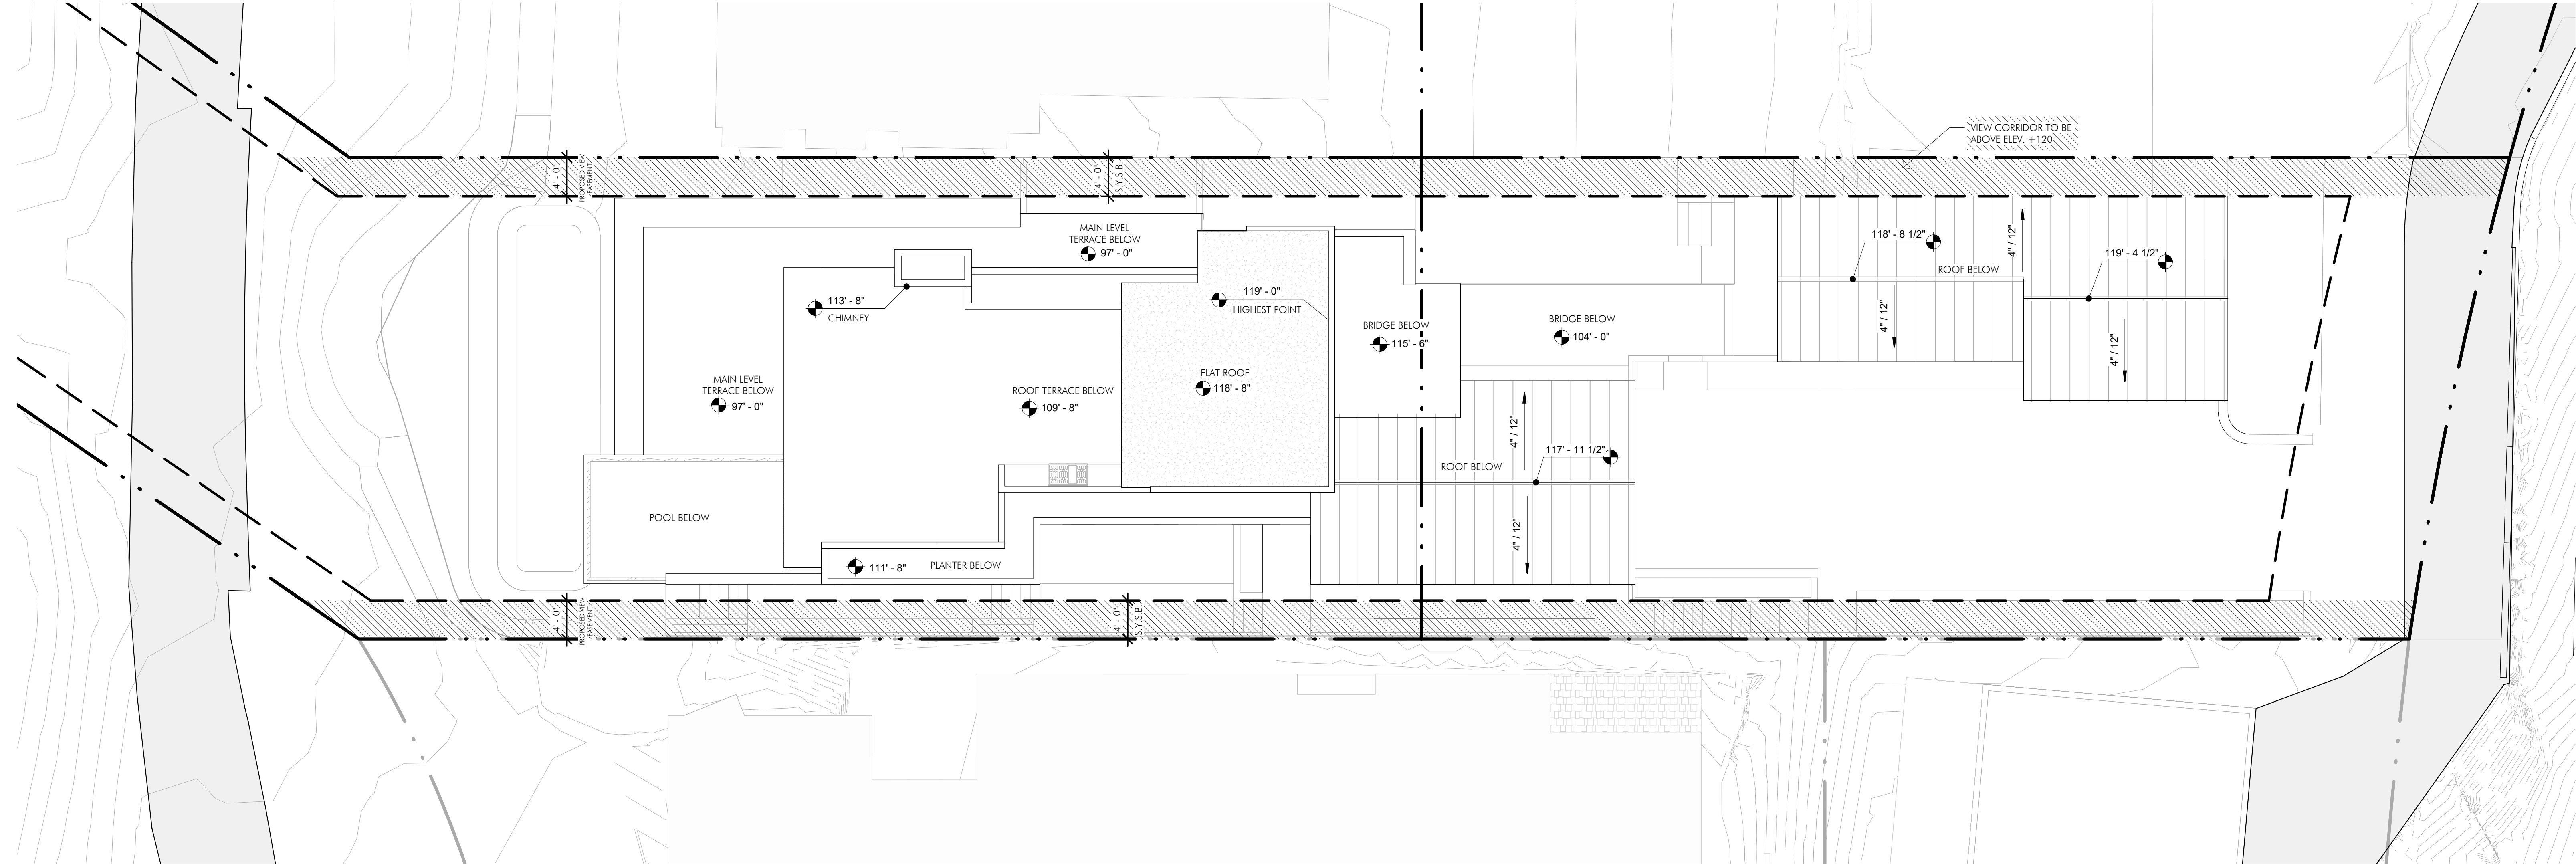 VIEW CORRIDOR TO BE
ABOVE ELEV. +120
4' - 0"
PROPOSED VIEW
EASEMENT
4' - 0"
S.Y.S.B.
MAIN LEVEL
TERRACE BELOW
97' - 0"
118' - 8 1/2"
4" / 12"
119' - 4 1/2"
ROOF BELOW
113' - 8"
CHIMNEY
119' - 0"
HIGHEST POINT
BRIDGE BELOW
115' - 6"
BRIDGE BELOW
104' - 0"
4" / 12"
4" / 12"
MAIN LEVEL
TERRACE BELOW
97' - 0"
ROOF TERRACE BELOW
109' - 8"
FLAT ROOF
118' - 8"
4" / 12"
117' - 11 1/2"
ROOF BELOW
POOL BELOW
4" / 12"
111' - 8"
PLANTER BELOW
4' - 0"
PROPOSED VIEW
EASEMENT
4' - 0"
S.Y.S.B.